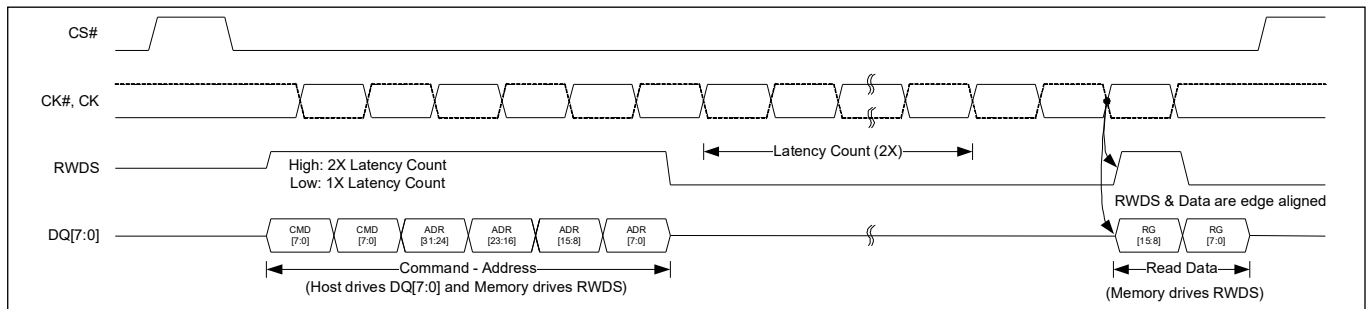 CS#
CK#, CK
Latency Count (2X)
RWDS
High: 2X Latency Count
Low: 1X Latency Count
RWDS & Data are edge aligned
DQ[7:0]
CMD
[7:0]
CMD
[7:0]
ADR
[31:24]
ADR
[23:16]
ADR
[15:8]
ADR
[7:0]
RG
[15:8]
RG
[7:0]
Command - Address
(Host drives DQ[7:0] and Memory drives RWDS)
Read Data
(Memory drives RWDS)